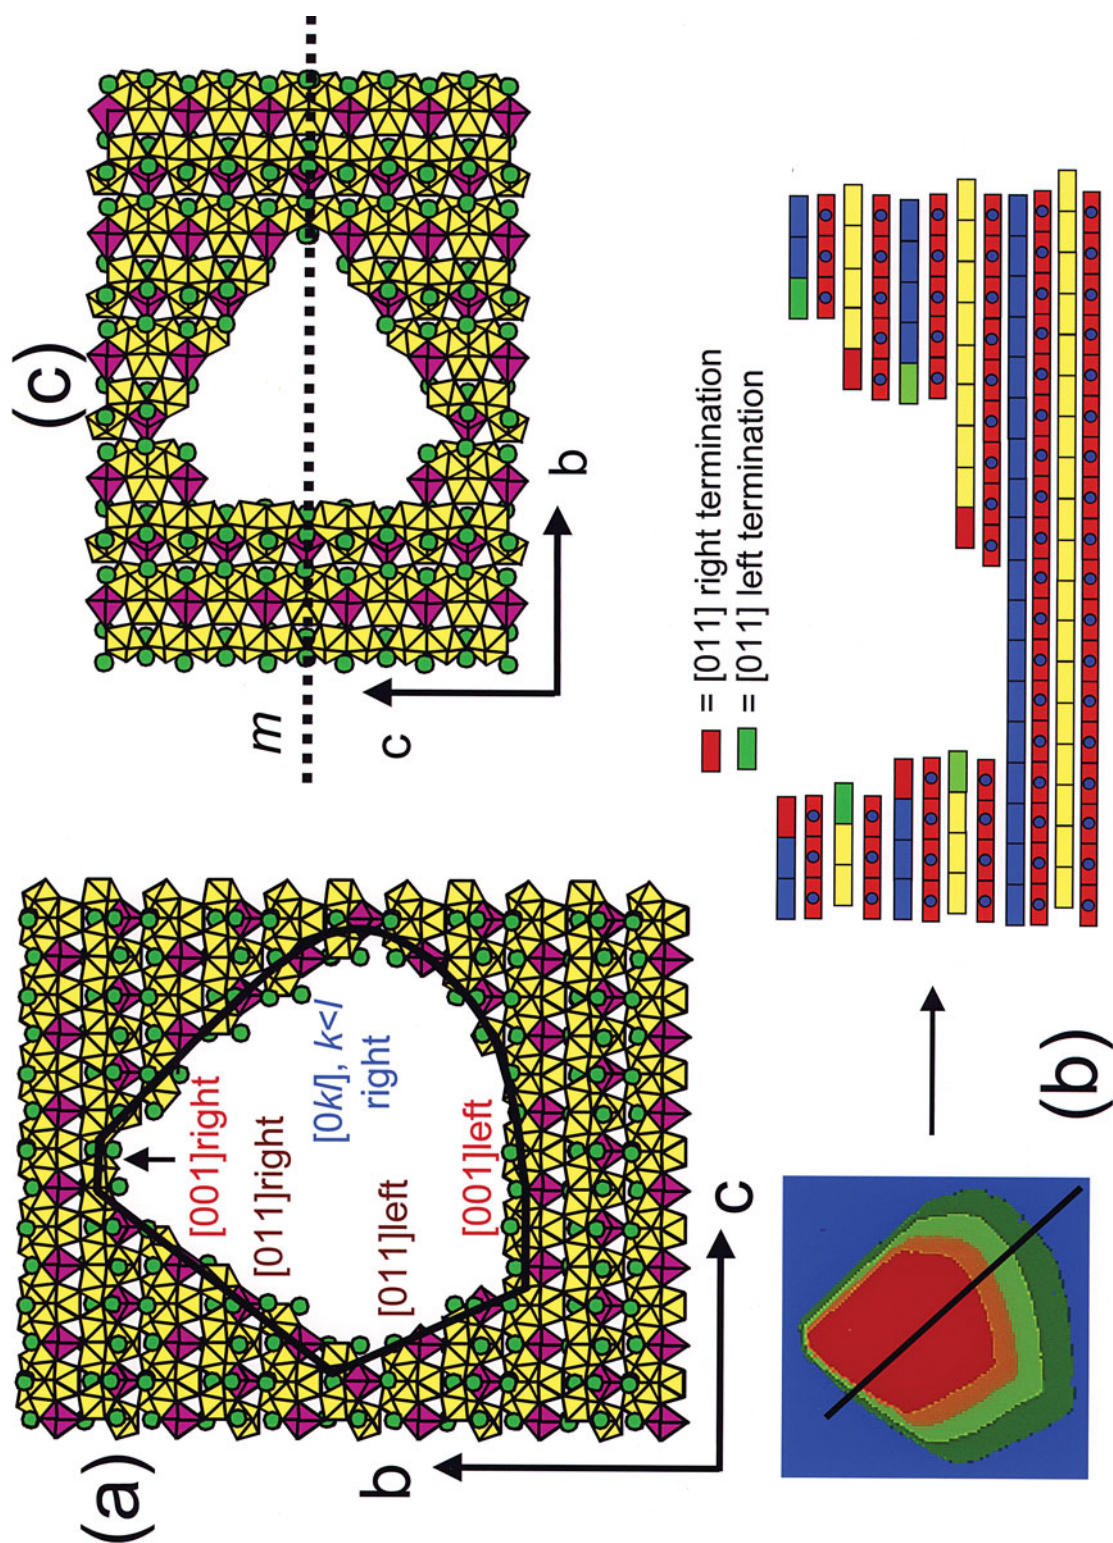 (a)
[001]right
[011]right
[0kl], k<l
right
[011]left
[001]left
b
c
(c)
m
c
b
(b)
= [011] right termination
= [011] left termination